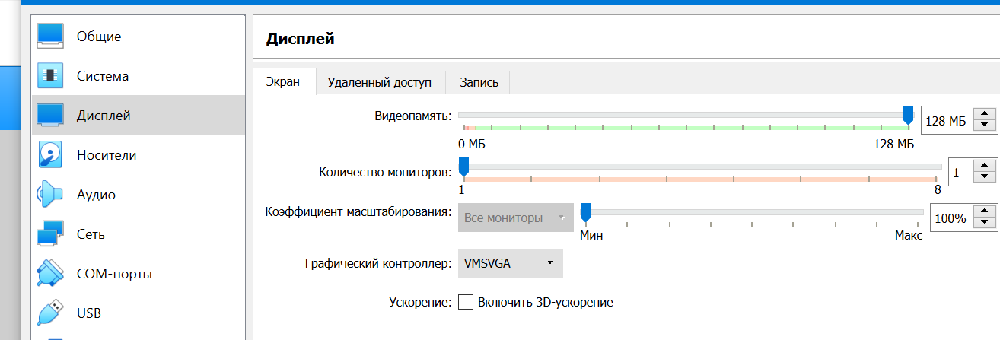 Общие
Система
Дисплей
Носители
Аудио
Сеть
COM-порты
USB
Дисплей
Экран Удаленный доступ Запись
Видеопамять: 128 МБ
0 МБ 128 МБ
Количество мониторов: 1
1 8
Коэффициент масштабирования: Все мониторы 100%
Мин Макс
Графический контроллер: VMSVGA
Ускорение: Включить 3D-ускорение